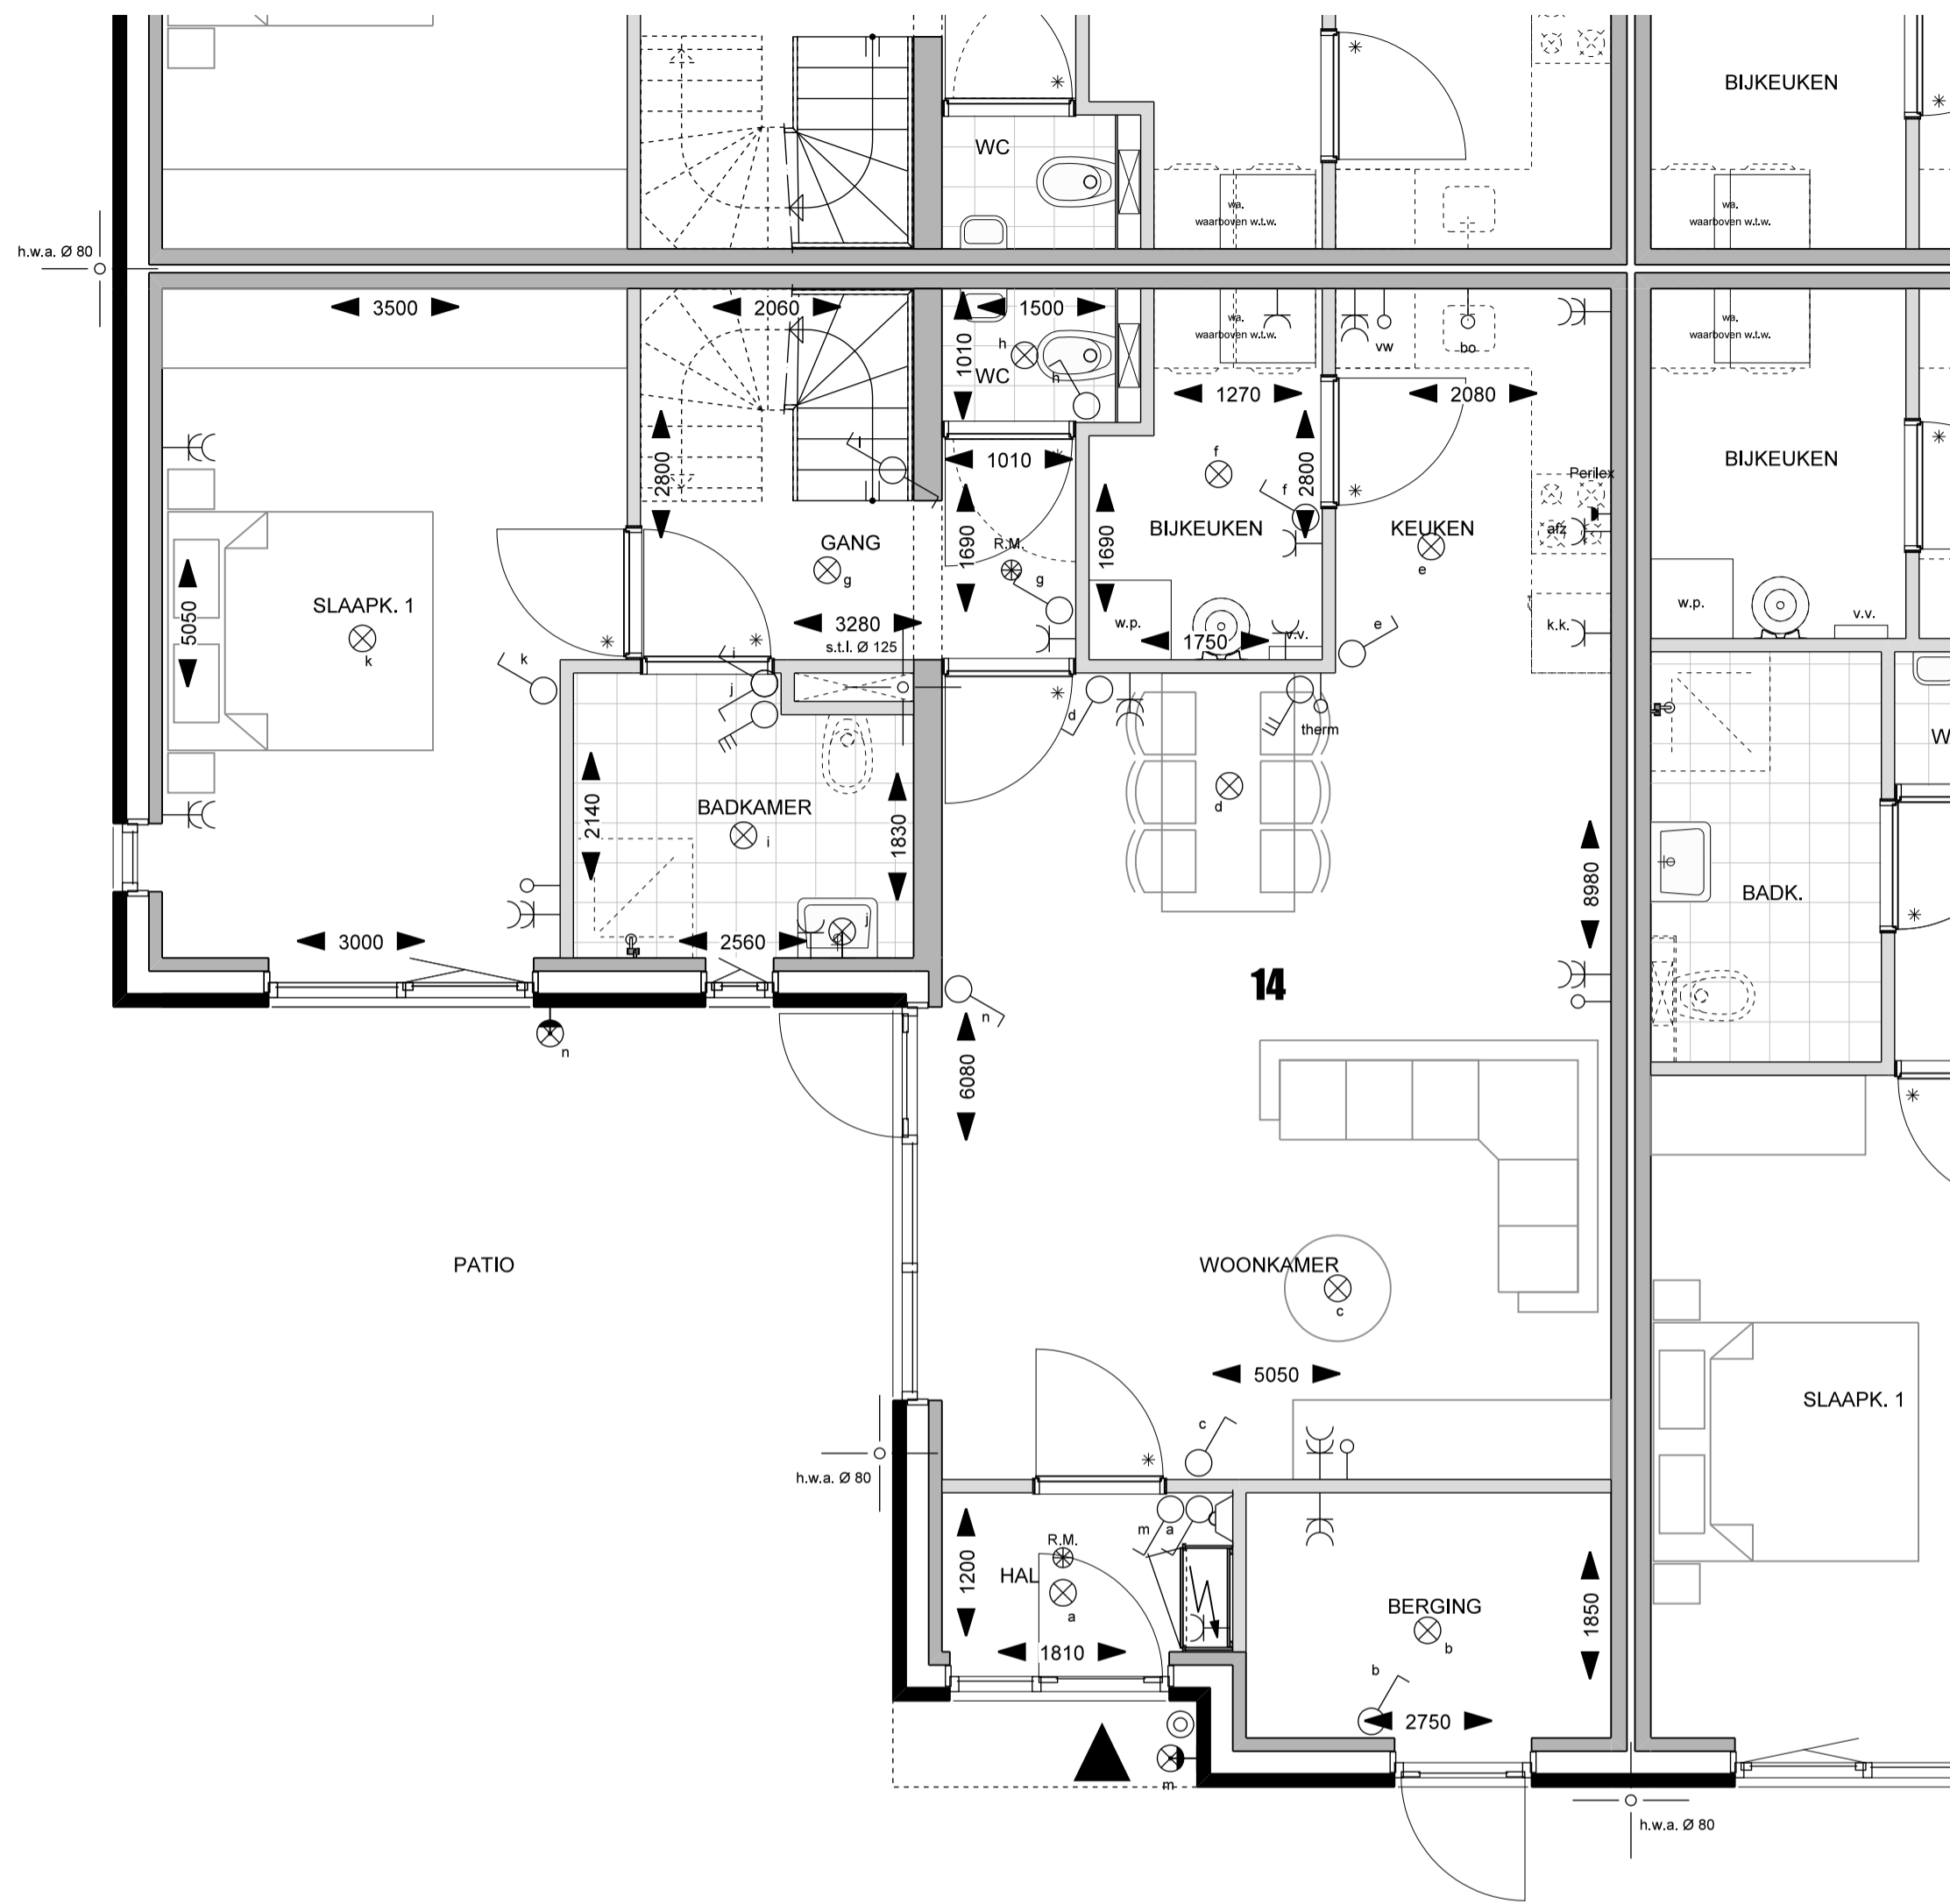 BIJKEUKEN
WC
wa.
waarboven w.t.w.
wa.
waarboven w.t.w.
h.w.a. Ø 80
3500
2060
1010
1500
h
WC
h
wa.
waarboven w.t.w.
vw
bo
wa.
waarboven w.t.w.
1270
2080
2800
l
1010
f
f
2800
Perilex
BIJKEUKEN
GANG
g
1690
R.M.
g
1690
BIJKEUKEN
KEUKEN
e
afz
5050
SLAAPK. 1
k
3280
s.t.l. Ø 125
w.p.
1750
v.v.
e
k.k.
w.p.
v.v.
k
i
j
d
therm
W
2140
BADKAMER
i
1830
d
8980
BADK.
3000
2560
j
14
n
n
6080
PATIO
WOONKAMER
c
5050
SLAAPK. 1
c
h.w.a. Ø 80
1200
R.M.
HAL
a
m
a
1810
BERGING
b
1850
b
2750
m
h.w.a. Ø 80